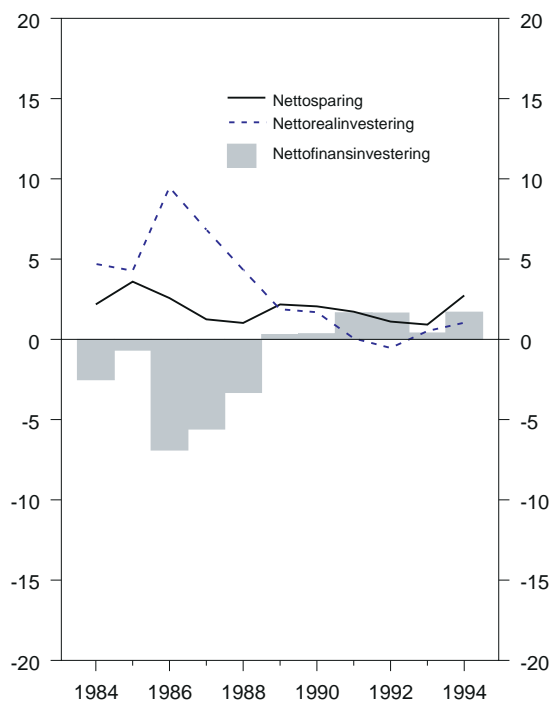 20 20
15 15
Nettosparing
Nettorealinvestering
Nettofinansinvestering
10 10
5 5
0 0
-5 -5
-10 -10
-15 -15
-20 -20
1984 1986 1988 1990 1992 1994